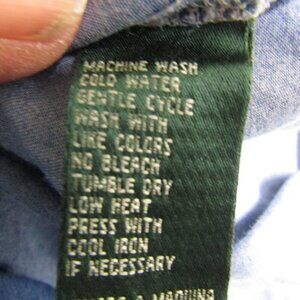 MACHINE WASH
COLD WATER
GENTLE CYCLE
WASH WITH
LIKE COLORS
NO BLEACH
TUMBLE DRY
LOW HEAT
PRESS WITH
COOL IRON
IF NECESSARY
A MAQUINA